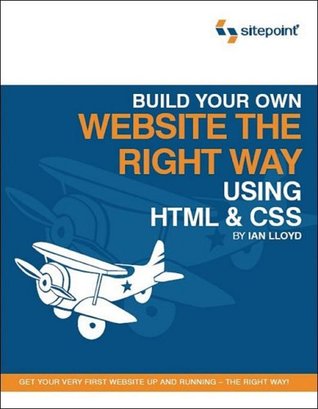 sitepoint
BUILD YOUR OWN
WEBSITE THE
RIGHT WAY
USING
HTML & CSS
BY IAN LLOYD
GET YOUR VERY FIRST WEBSITE UP AND RUNNING – THE RIGHT WAY!